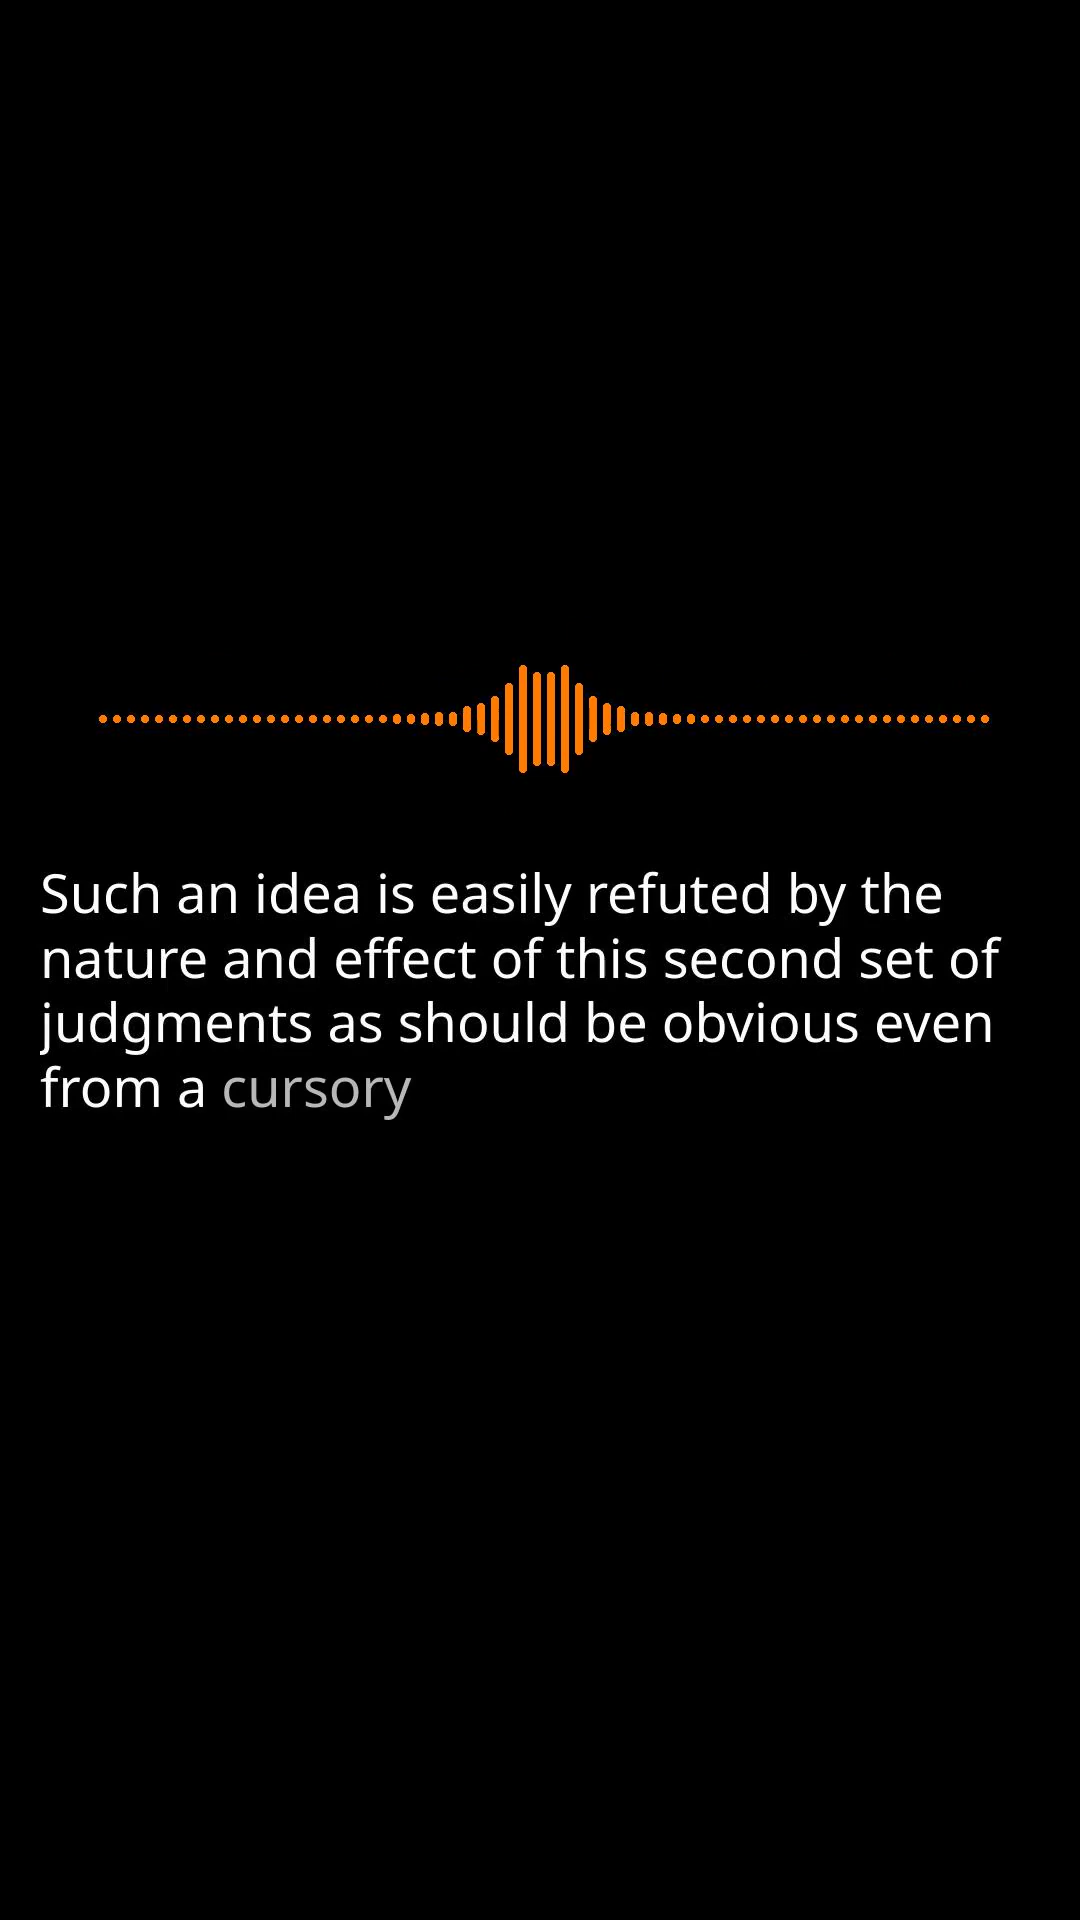 Such an idea is easily refuted by the
nature and effect of this second set of
judgments as should be obvious even
from a cursory